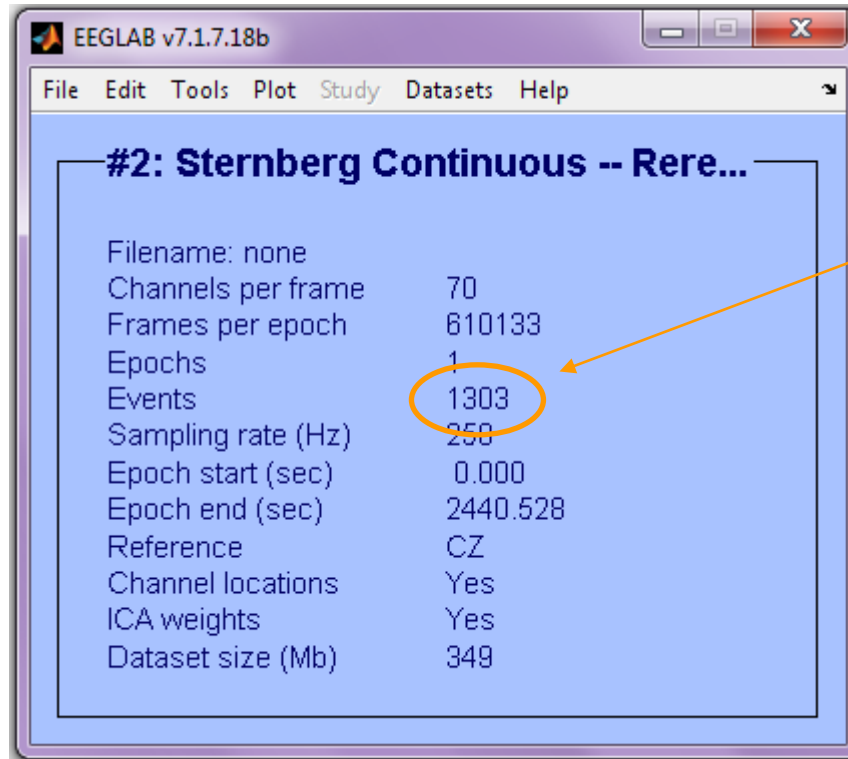 EEGLAB v7.1.7.18b
File Edit Tools Plot Study Datasets Help
#2: Sternberg Continuous -- Rere...
Filename: none
Channels per frame 70
Frames per epoch 610133
Epochs 1
Events 1303
Sampling rate (Hz) 250
Epoch start (sec) 0.000
Epoch end (sec) 2440.528
Reference CZ
Channel locations Yes
ICA weights Yes
Dataset size (Mb) 349